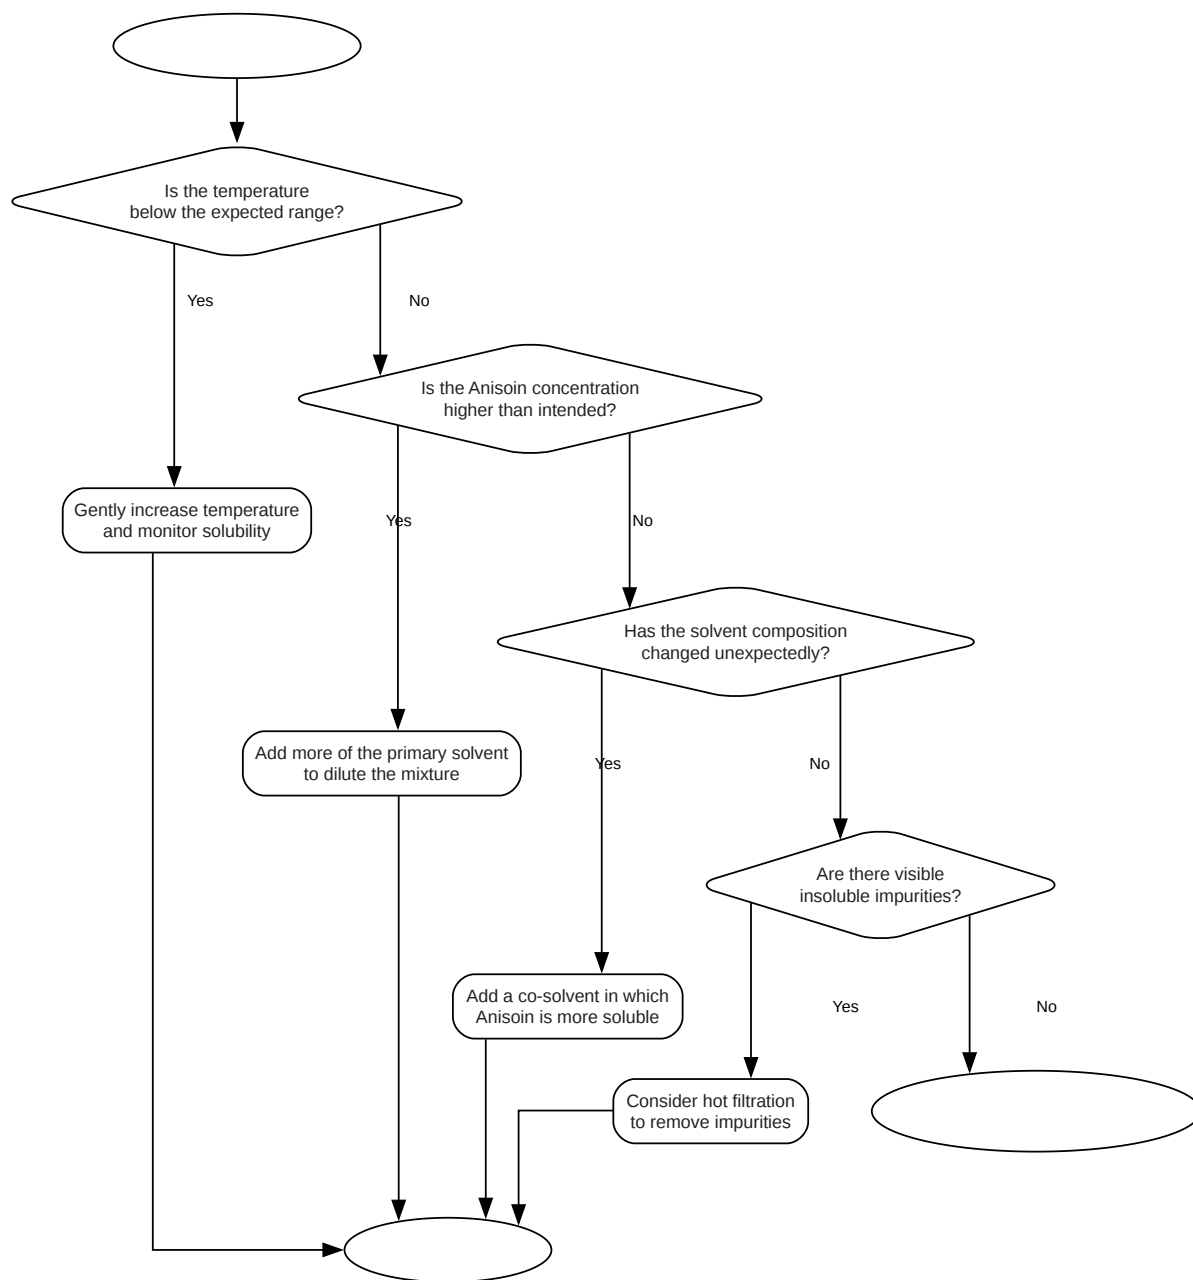 Is the temperature
below the expected range?
Yes
No
Is the Anisoin concentration
higher than intended?
Gently increase temperature
and monitor solubility
Yes
No
Has the solvent composition
changed unexpectedly?
Add more of the primary solvent
to dilute the mixture
Yes
No
Are there visible
insoluble impurities?
Add a co-solvent in which
Anisoin is more soluble
Yes
No
Consider hot filtration
to remove impurities